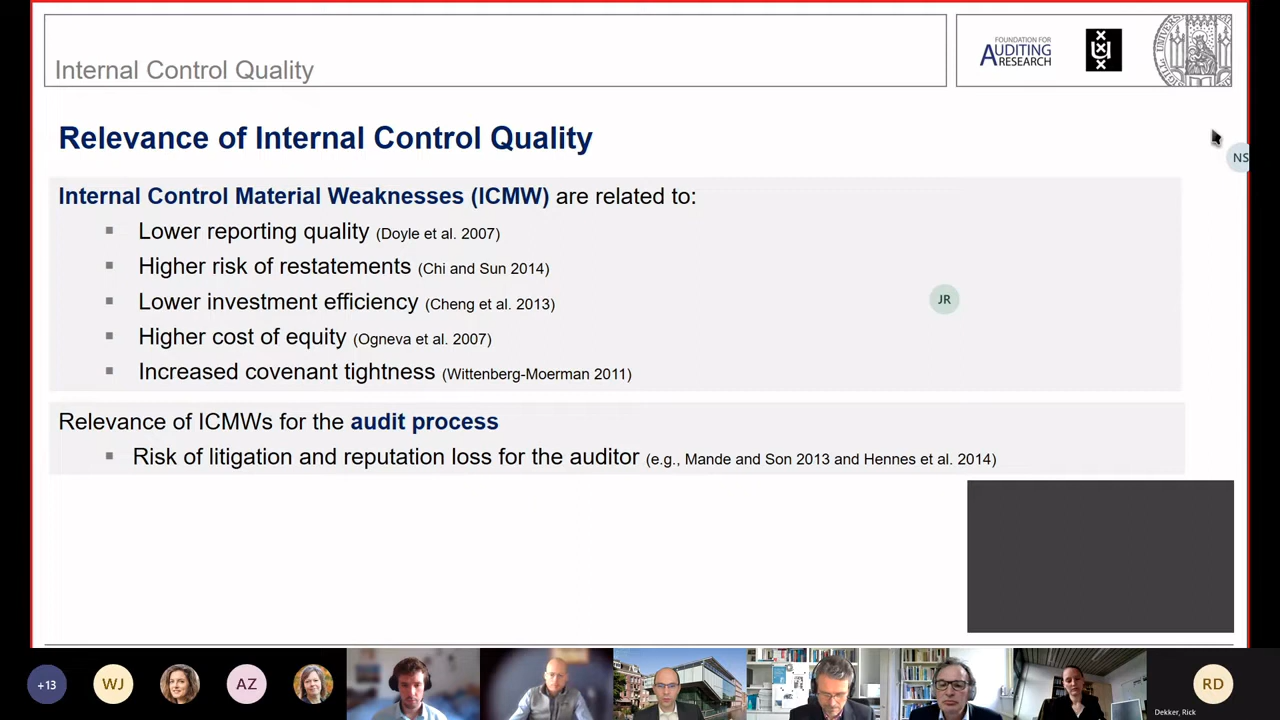 Internal Control Quality
FOUNDATION FOR
AUDITING
RESEARCH
Relevance of Internal Control Quality
NS
Internal Control Material Weaknesses (ICMW) are related to:
▪ Lower reporting quality (Doyle et al. 2007)
▪ Higher risk of restatements (Chi and Sun 2014)
▪ Lower investment efficiency (Cheng et al. 2013)
JR
▪ Higher cost of equity (Ogneva et al. 2007)
▪ Increased covenant tightness (Wittenberg-Moerman 2011)
Relevance of ICMWs for the audit process
▪ Risk of litigation and reputation loss for the auditor (e.g., Mande and Son 2013 and Hennes et al. 2014)
+13
WJ
AZ
RD
Dekker, Rick